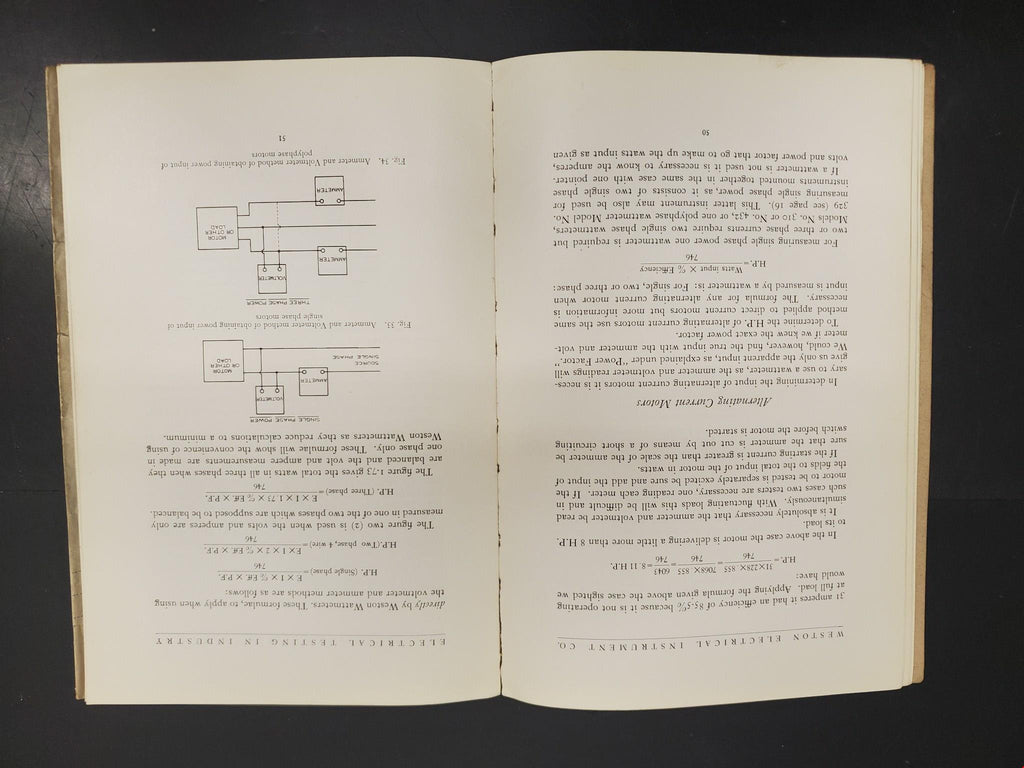 WESTON ELECTRICAL INSTRUMENT CO.
31 amperes it had an efficiency of 85.5% because it is not operating
at full load. Applying the formula given above the case sighted we
would have:
H.P. = 31 × 228 × .855 / 746 = 7068 × .855 / 746 = 6043 / 746 = 8.11 H.P.
In the above case the motor is delivering a little more than 8 H.P.
to its load.
It is absolutely necessary that the ammeter and voltmeter be read
simultaneously. With fluctuating loads this will be difficult and in
such cases two testers are necessary, one reading each meter. If the
motor to be tested is separately excited be sure and add the input of
the fields to the total input of the motor in watts.
If the starting current is greater than the scale of the ammeter be
sure that the ammeter is cut out by means of a short circuiting
switch before the motor is started.
Alternating Current Motors
In determining the input of alternating current motors it is neces-
sary to use a wattmeter, as the ammeter and voltmeter readings will
give us only the apparent input, as explained under "Power Factor."
We could, however, find the true input with the ammeter and volt-
meter if we knew the exact power factor.
To determine the H.P. of alternating current motors use the same
method applied to direct current motors but more information is
necessary. The formula for any alternating current motor when
input is measured by a wattmeter is: For single, two or three phase:
H.P. = Watts input × % Efficiency / 746
For measuring single phase power one wattmeter is required but
two or three phase currents require two single phase wattmeters,
Models No. 310 or No. 432, or one polyphase wattmeter Model No.
329 (see page 16). This latter instrument may also be used for
measuring single phase power, as it consists of two single phase
instruments mounted together in the same case with one pointer.
If a wattmeter is not used it is necessary to know the amperes,
volts and power factor that go to make up the watts input as given
50
ELECTRICAL TESTING IN INDUSTRY
directly by Weston Wattmeters. These formulae, to apply when using
the voltmeter and ammeter methods are as follows:
H.P. (Single phase) = E × I × % Eff × P.F. / 746
H.P. (Two phase, 4 wire) = E × I × 2 × % Eff × P.F. / 746
The figure two (2) is used when the volts and amperes are only
measured in one of the two phases which are supposed to be balanced.
H.P. (Three phase) = E × I × 1.73 × % Eff. × P.F. / 746
The figure 1.73 gives the total watts in all three phases when they
are balanced and the volt and ampere measurements are made in
one phase only. These formulae will show the convenience of using
Weston Wattmeters as they reduce calculations to a minimum.
SINGLE PHASE POWER
VOLTMETER
AMMETER
SOURCE
SINGLE PHASE
MOTOR
OR OTHER
LOAD
Fig. 33. Ammeter and Voltmeter method of obtaining power input of
single phase motors
THREE PHASE POWER
VOLTMETER
AMMETER
MOTOR
OR OTHER
LOAD
AMMETER
Fig. 34. Ammeter and Voltmeter method of obtaining power input of
polyphase motors
51